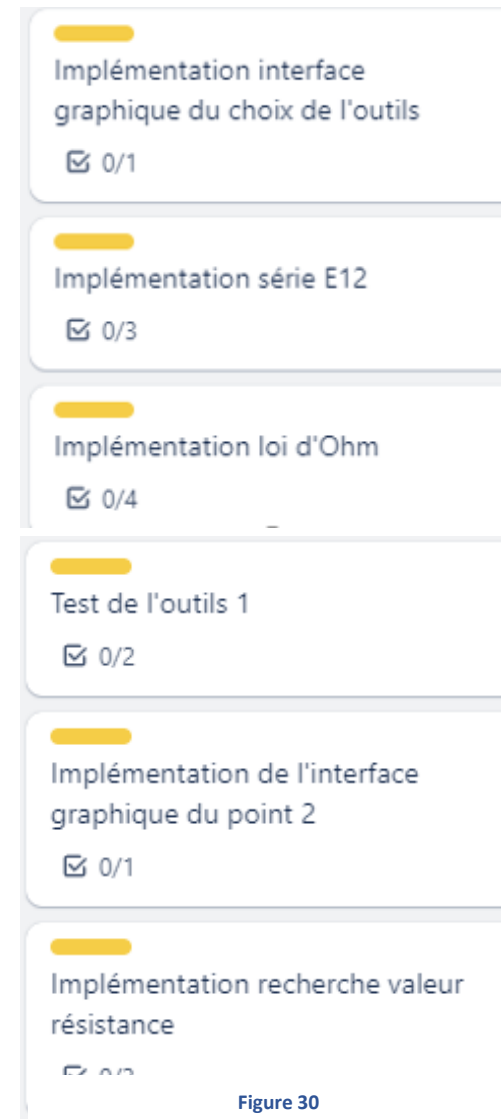 Implémentation interface
graphique du choix de l'outils
0/1
Implémentation série E12
0/3
Implémentation loi d'Ohm
0/4
Test de l'outils 1
0/2
Implémentation de l'interface
graphique du point 2
0/1
Implémentation recherche valeur
résistance
Figure 30